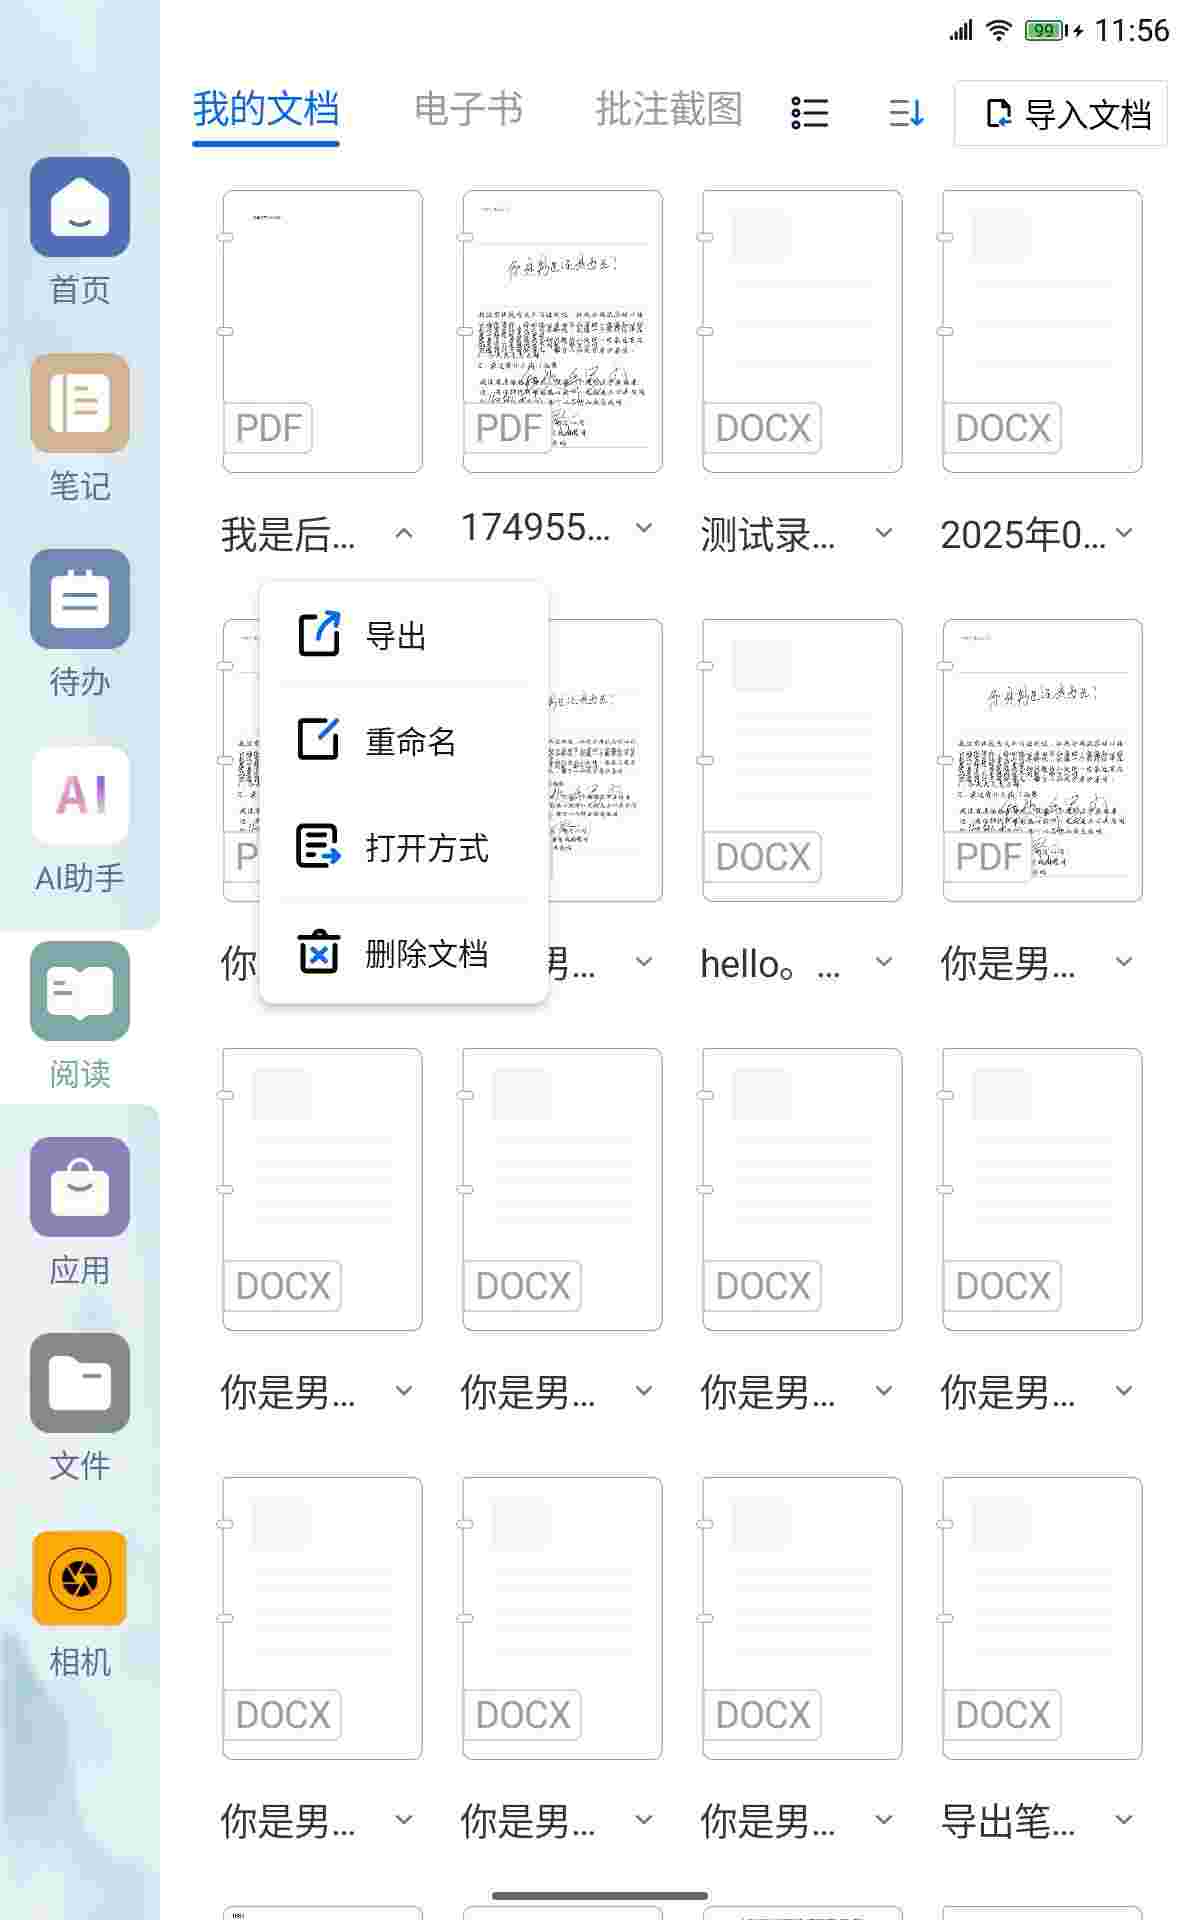 99 11:56
我的文档 电子书 批注截图 导入文档
首页
笔记
待办
AI
AI助手
阅读
应用
文件
相机
PDF PDF DOCX DOCX
我是后... 174955... 测试录... 2025年0...
导出
重命名
打开方式
删除文档
DOCX PDF
你 男... hello。... 你是男...
DOCX DOCX DOCX DOCX
你是男... 你是男... 你是男... 你是男...
DOCX DOCX DOCX DOCX
你是男... 你是男... 你是男... 导出笔...